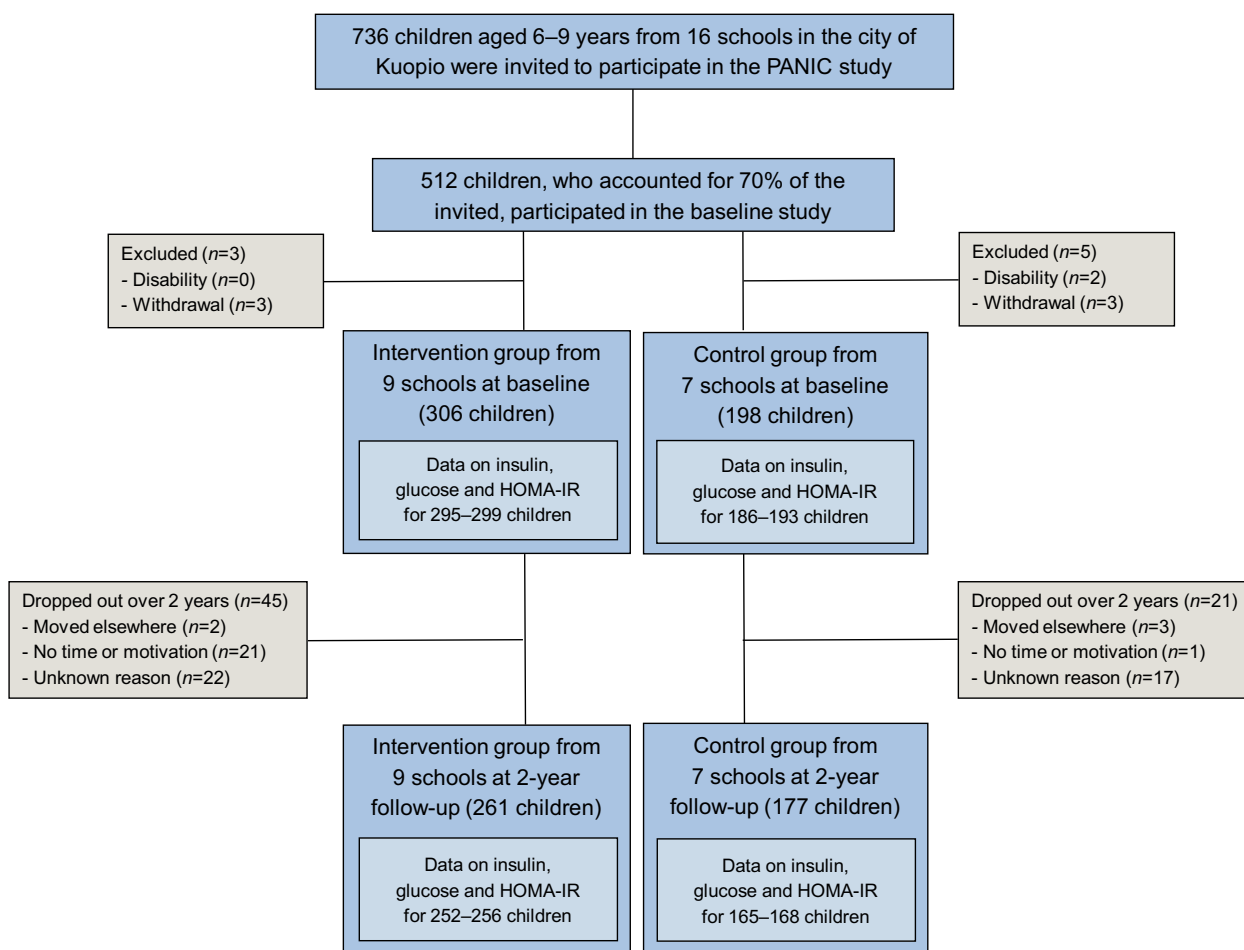 736 children aged 6–9 years from 16 schools in the city of
Kuopio were invited to participate in the PANIC study
512 children, who accounted for 70% of the
invited, participated in the baseline study
Excluded (n=3)
- Disability (n=0)
- Withdrawal (n=3)
Excluded (n=5)
- Disability (n=2)
- Withdrawal (n=3)
Intervention group from
9 schools at baseline
(306 children)
Data on insulin,
glucose and HOMA-IR
for 295–299 children
Control group from
7 schools at baseline
(198 children)
Data on insulin,
glucose and HOMA-IR
for 186–193 children
Dropped out over 2 years (n=45)
- Moved elsewhere (n=2)
- No time or motivation (n=21)
- Unknown reason (n=22)
Dropped out over 2 years (n=21)
- Moved elsewhere (n=3)
- No time or motivation (n=1)
- Unknown reason (n=17)
Intervention group from
9 schools at 2-year
follow-up (261 children)
Data on insulin,
glucose and HOMA-IR
for 252–256 children
Control group from
7 schools at 2-year
follow-up (177 children)
Data on insulin,
glucose and HOMA-IR
for 165–168 children